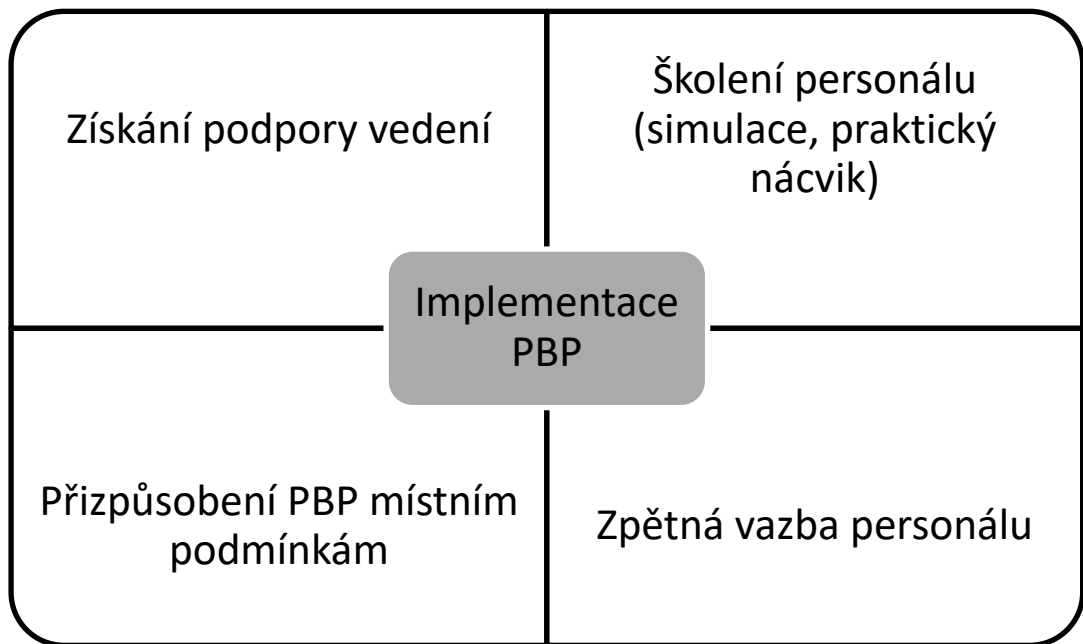 Získání podpory vedení
Školení personálu
(simulace, praktický
nácvik)
Implementace
PBP
Přizpůsobení PBP místním
podmínkám
Zpětná vazba personálu